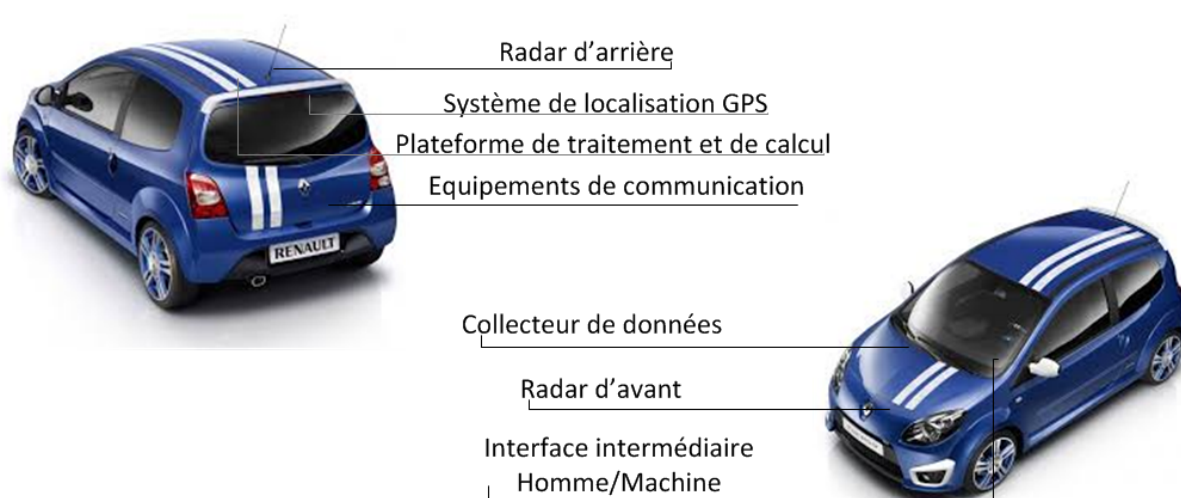 Radar d'arrière
Système de localisation GPS
Plateforme de traitement et de calcul
Equipements de communication
RENAULT
Collecteur de données
Radar d'avant
Interface intermédiaire
Homme/Machine